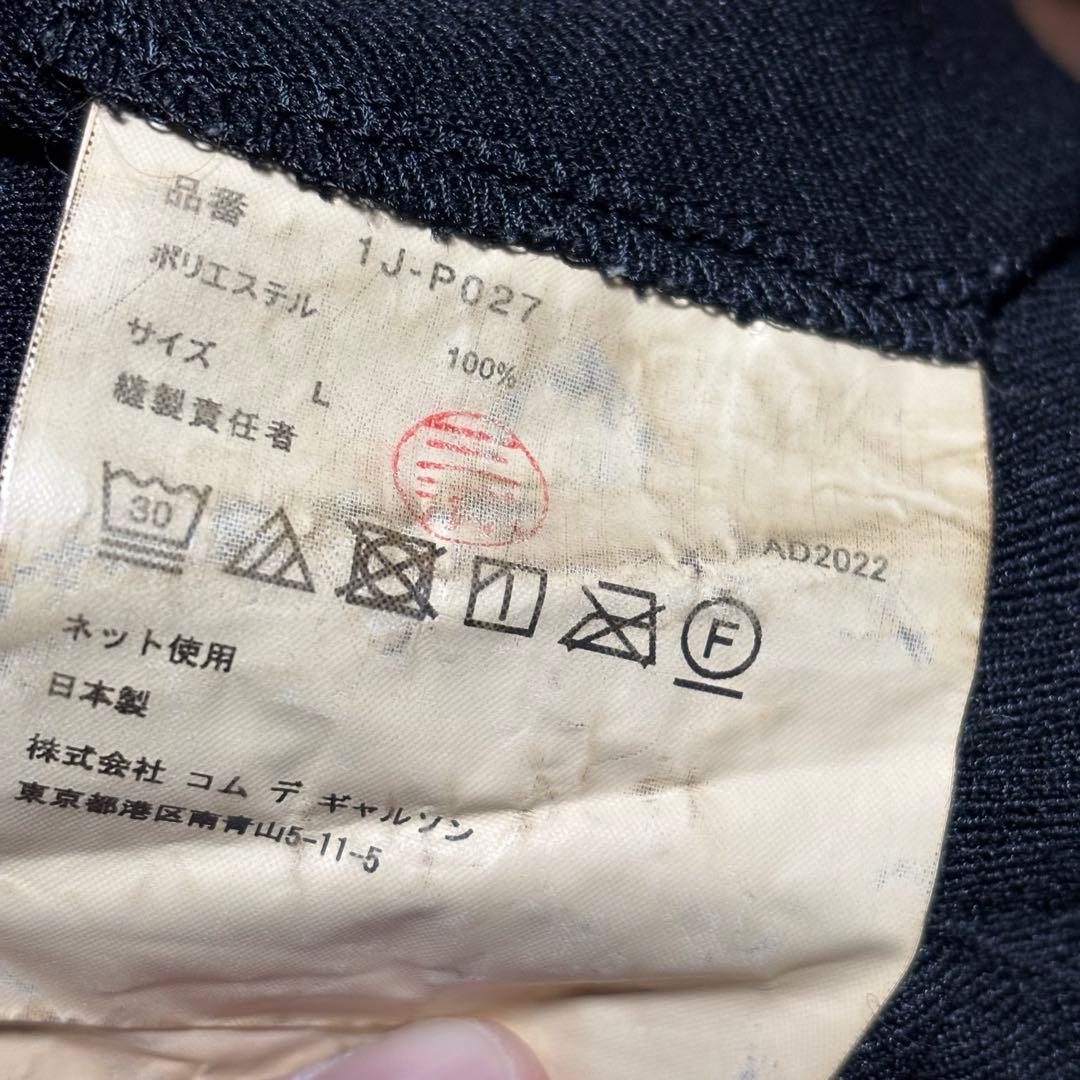 品番 1J-P027
ポリエステル 100%
サイズ L
縫製責任者
30
F
AD2022
ネット使用
日本製
株式会社 コム デ ギャルソン
東京都港区南青山5-11-5